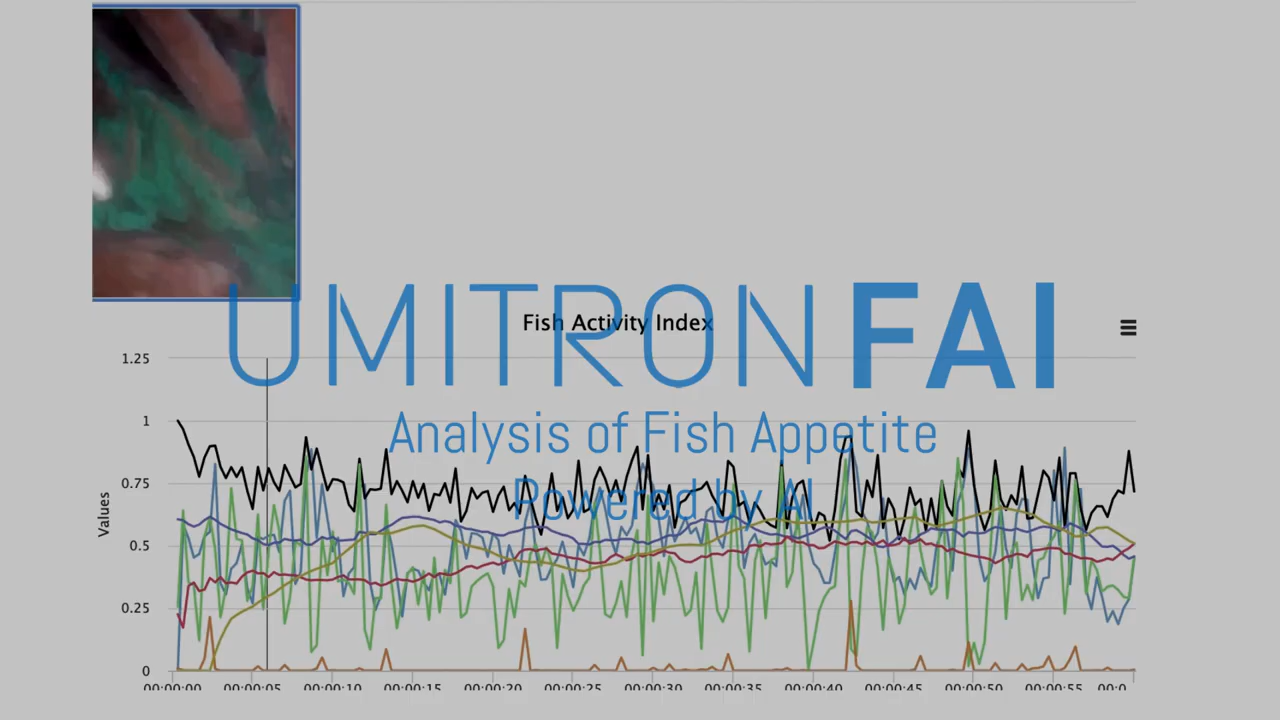 UMITRON FAI
Fish Activity Index
Analysis of Fish Appetite
Powered by AI
Values
1.25
1
0.75
0.5
0.25
0
00:00:00 00:00:05 00:00:10 00:00:15 00:00:20 00:00:25 00:00:30 00:00:35 00:00:40 00:00:45 00:00:50 00:00:55 00:0